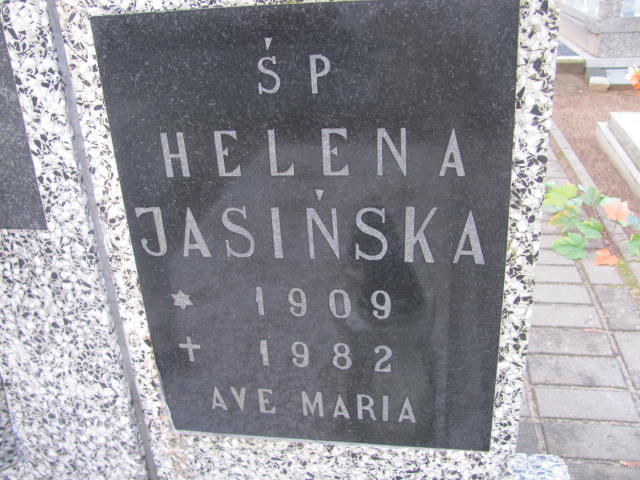 ŚP
HELENA
JASIŃSKA
* 1909
+ 1982
AVE MARIA